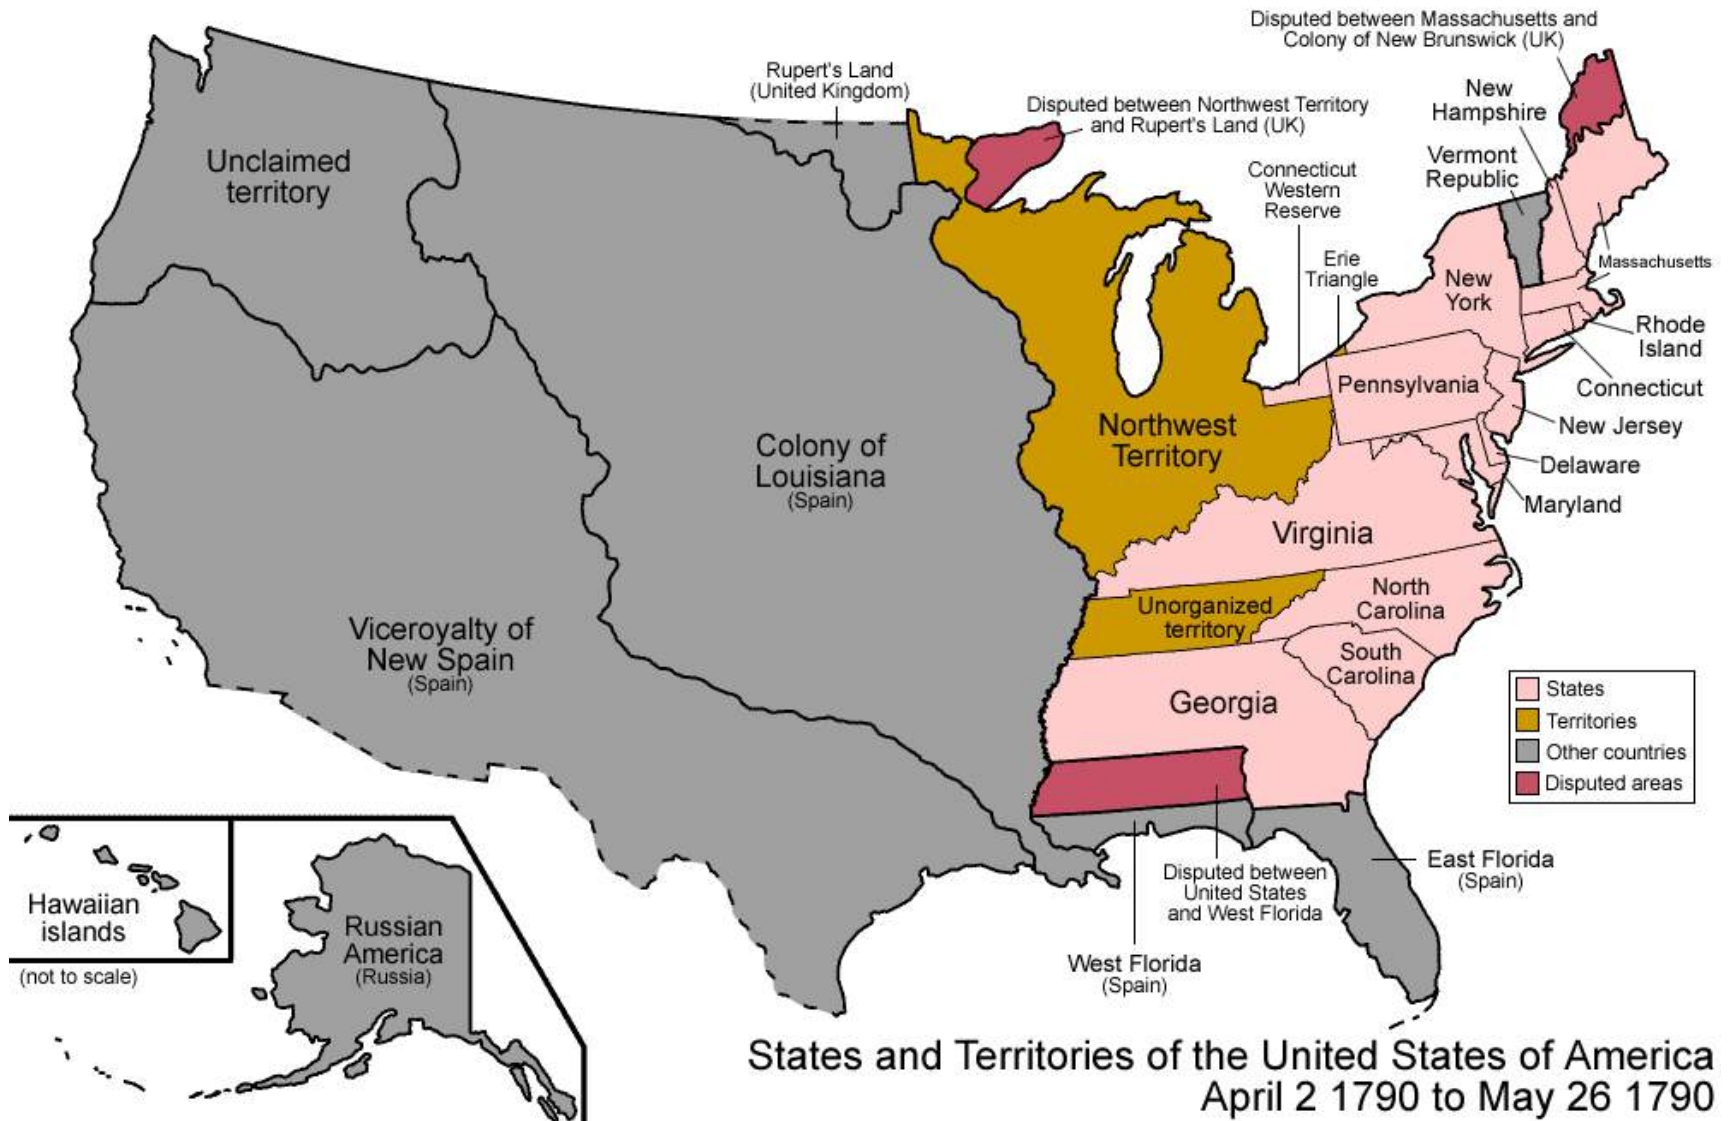 Disputed between Massachusetts and
Colony of New Brunswick (UK)
Rupert's Land
(United Kingdom)
New
Hampshire
Disputed between Northwest Territory
and Rupert's Land (UK)
Vermont
Republic
Unclaimed
territory
Connecticut
Western
Reserve
Erie
Triangle
Massachusetts
New
York
Rhode
Island
Pennsylvania
Connecticut
New Jersey
Northwest
Territory
Colony of
Louisiana
(Spain)
Delaware
Maryland
Virginia
Unorganized
territory
North
Carolina
Viceroyalty of
New Spain
(Spain)
South
Carolina
Georgia
States
Territories
Other countries
Disputed areas
East Florida
(Spain)
Disputed between
United States
and West Florida
West Florida
(Spain)
Hawaiian
islands
(not to scale)
Russian
America
(Russia)
States and Territories of the United States of America
April 2 1790 to May 26 1790